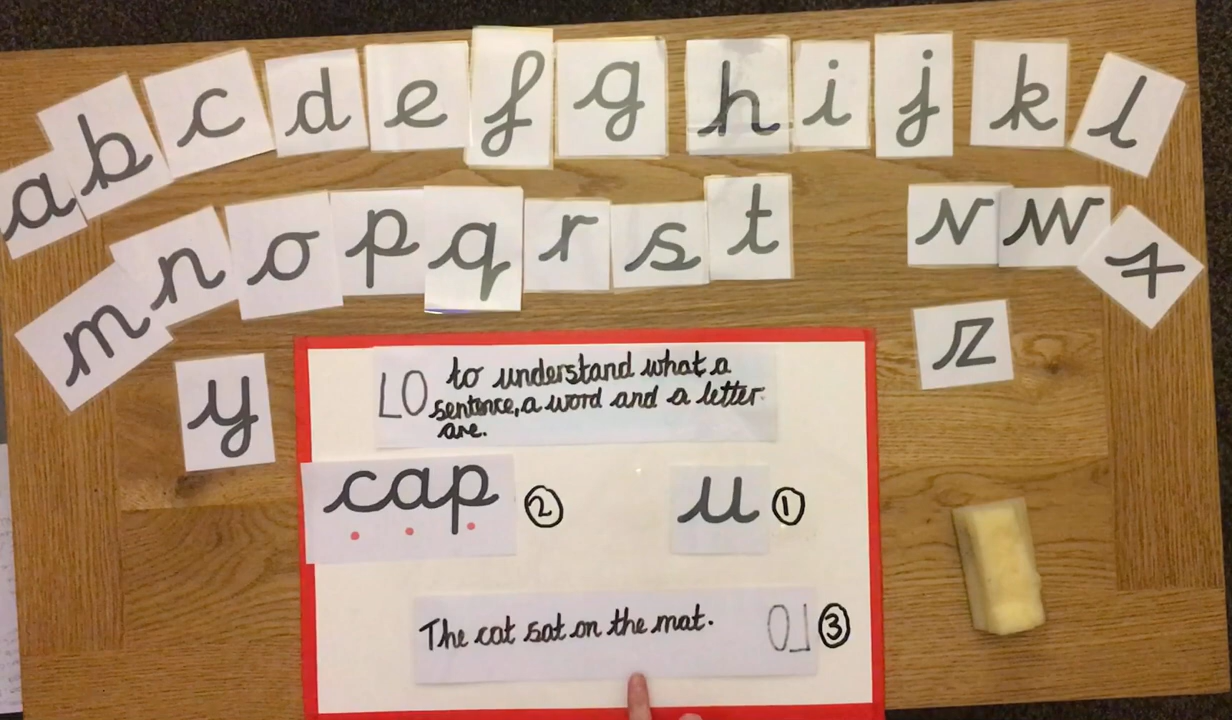 a b c d e f g h i j k l
m n o p q r s t v w x
y z
LO to understand what a
sentence, a word and a letter
are.
cap 2 u 1
The cat sat on the mat. LO 3